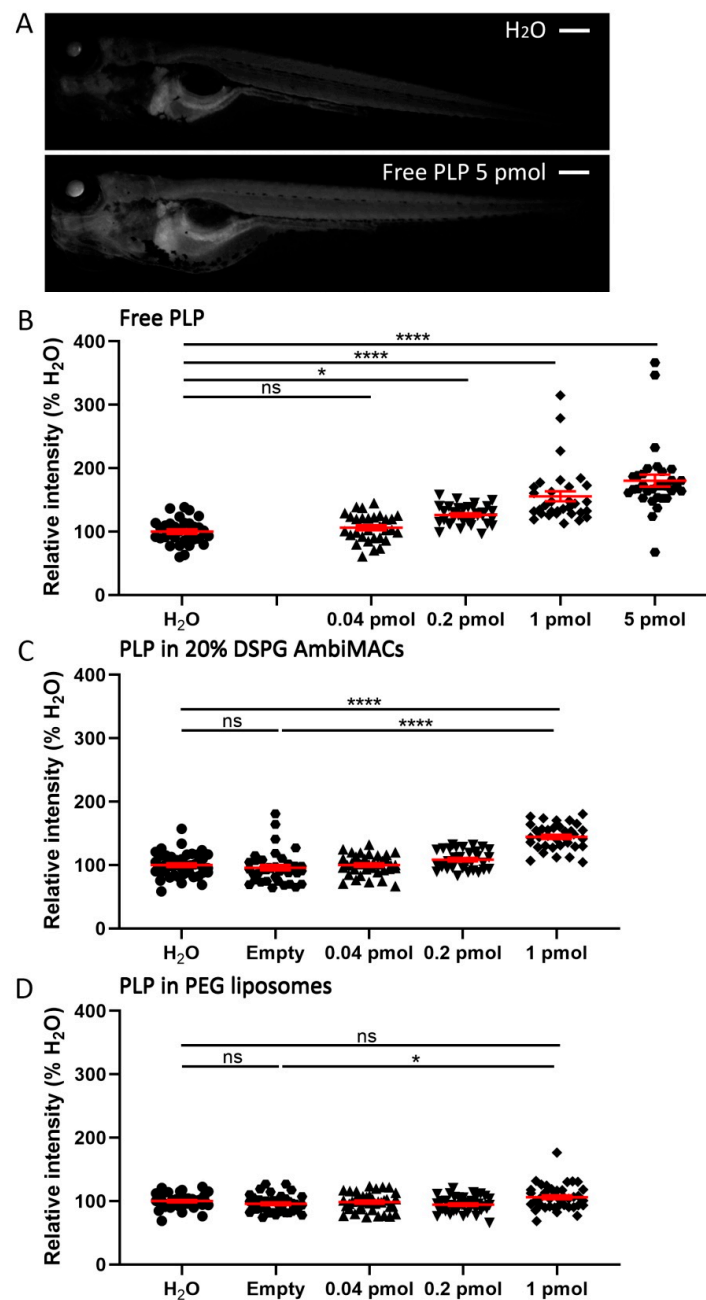 A
H2O
Free PLP 5 pmol
B
Free PLP
Relative intensity (% H2O)
400
300
200
100
0
****
****
*
ns
H2O
0.04 pmol
0.2 pmol
1 pmol
5 pmol
C
PLP in 20% DSPG AmbiMACs
Relative intensity (% H2O)
400
300
200
100
0
****
ns
****
H2O
Empty
0.04 pmol
0.2 pmol
1 pmol
D
PLP in PEG liposomes
Relative intensity (% H2O)
400
300
200
100
0
ns
ns
*
H2O
Empty
0.04 pmol
0.2 pmol
1 pmol